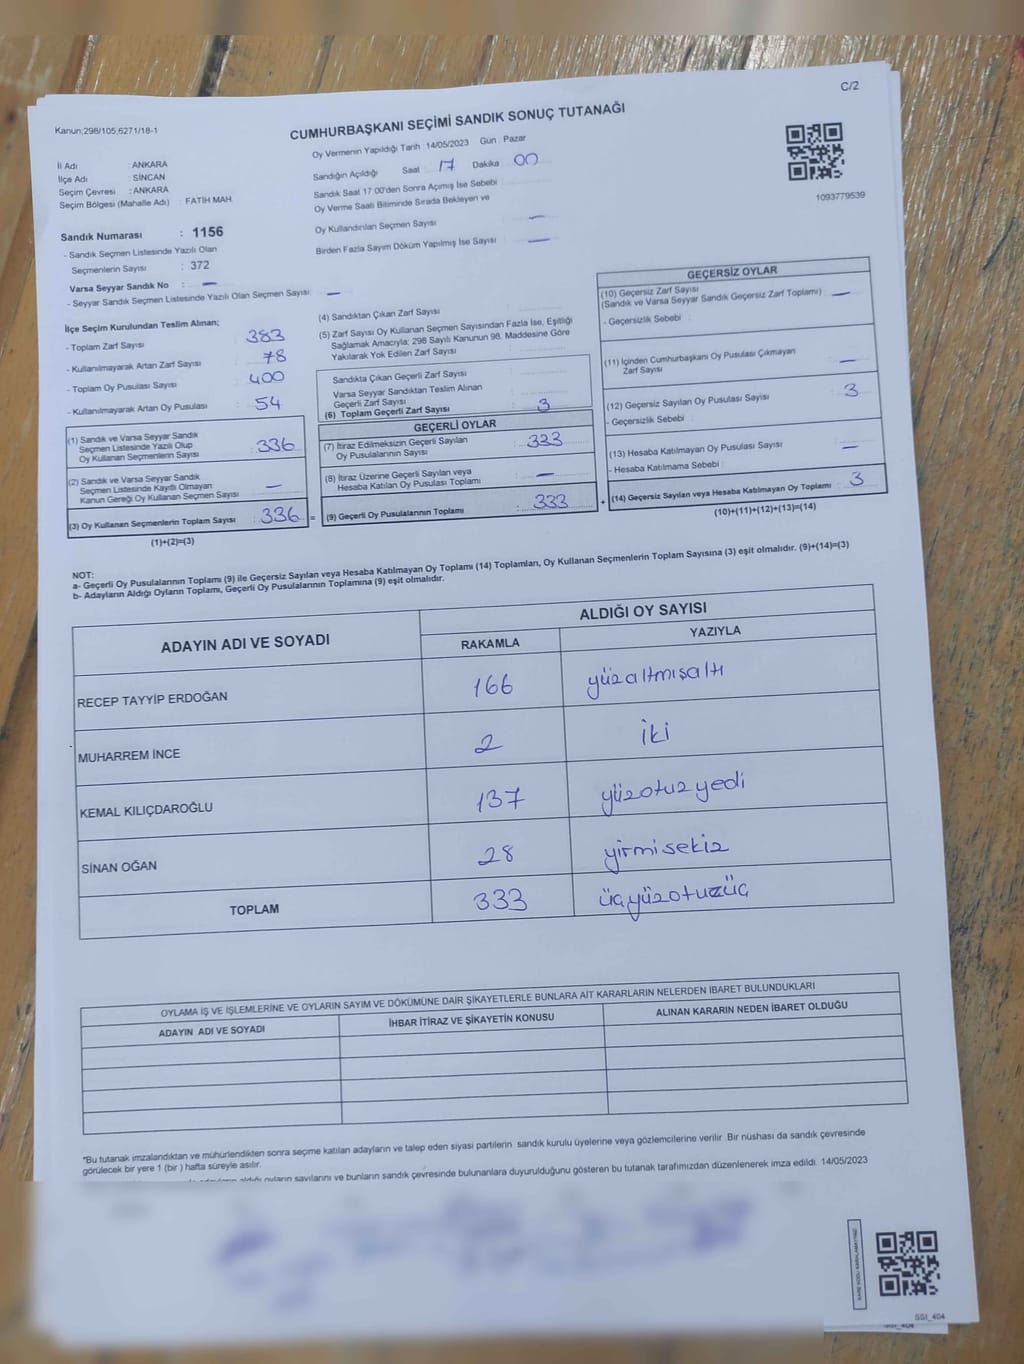 C/2
Kanun;298/105,6271/18-1
CUMHURBAŞKANI SEÇİMİ SANDIK SONUÇ TUTANAĞI
Oy Vermenin Yapıldığı Tarih :14/05/2023 Gün : Pazar
İl Adı : ANKARA
İlçe Adı : SİNCAN
Seçim Çevresi : ANKARA
Seçim Bölgesi (Mahalle Adı) : FATİH MAH.
Sandığın Açıldığı Saat 17 Dakika 00
Sandık Saat 17:00'den Sonra Açılmış İse Sebebi :
Oy Verme Saati Bitiminde Sırada Bekleyen ve
Oy Kullandırılan Seçmen Sayısı : —
Birden Fazla Sayım Döküm Yapılmış İse Sayısı : —
1093779539
Sandık Numarası : 1156
- Sandık Seçmen Listesinde Yazılı Olan
Seçmenlerin Sayısı : 372
Varsa Seyyar Sandık No : —
- Seyyar Sandık Seçmen Listesinde Yazılı Olan Seçmen Sayısı: —
İlçe Seçim Kurulundan Teslim Alınan;
- Toplam Zarf Sayısı : 383
- Kullanılmayarak Artan Zarf Sayısı : 78
- Toplam Oy Pusulası Sayısı : 400
- Kullanılmayarak Artan Oy Pusulası : 54
(1) Sandık ve Varsa Seyyar Sandık
Seçmen Listesinde Yazılı Olup
Oy Kullanan Seçmenlerin Sayısı : 336
(2) Sandık ve Varsa Seyyar Sandık
Seçmen Listesinde Kayıtlı Olmayan
Kanun Gereği Oy Kullanan Seçmen Sayısı : —
(3) Oy Kullanan Seçmenlerin Toplam Sayısı : 336 =
(1)+(2)=(3)
(4) Sandıktan Çıkan Zarf Sayısı :
(5) Zarf Sayısı Oy Kullanan Seçmen Sayısından Fazla İse, Eşitliği
Sağlamak Amacıyla; 298 Sayılı Kanunun 98. Maddesine Göre
Yakılarak Yok Edilen Zarf Sayısı :
Sandıkta Çıkan Geçerli Zarf Sayısı :
Varsa Seyyar Sandıktan Teslim Alınan
Geçerli Zarf Sayısı :
(6) Toplam Geçerli Zarf Sayısı : 3
GEÇERLİ OYLAR
(7) İtiraz Edilmeksizin Geçerli Sayılan
Oy Pusulalarının Sayısı : 333
(8) İtiraz Üzerine Geçerli Sayılan veya
Hesaba Katılan Oy Pusulası Toplamı : —
(9) Geçerli Oy Pusulalarının Toplamı : 333 +
GEÇERSİZ OYLAR
(10) Geçersiz Zarf Sayısı
(Sandık ve Varsa Seyyar Sandık Geçersiz Zarf Toplamı) : —
- Geçersizlik Sebebi :
(11) İçinden Cumhurbaşkanı Oy Pusulası Çıkmayan
Zarf Sayısı : —
(12) Geçersiz Sayılan Oy Pusulası Sayısı : 3
- Geçersizlik Sebebi :
(13) Hesaba Katılmayan Oy Pusulası Sayısı : —
- Hesaba Katılmama Sebebi :
(14) Geçersiz Sayılan veya Hesaba Katılmayan Oy Toplamı : 3
(10)+(11)+(12)+(13)=(14)
NOT:
a- Geçerli Oy Pusulalarının Toplamı (9) ile Geçersiz Sayılan veya Hesaba Katılmayan Oy Toplamı (14) Toplamları, Oy Kullanan Seçmenlerin Toplam Sayısına (3) eşit olmalıdır. (9)+(14)=(3)
b- Adayların Aldığı Oyların Toplamı, Geçerli Oy Pusulalarının Toplamına (9) eşit olmalıdır.
ADAYIN ADI VE SOYADI
ALDIĞI OY SAYISI
RAKAMLA YAZIYLA
RECEP TAYYİP ERDOĞAN 166 yüzaltmışaltı
MUHARREM İNCE 2 iki
KEMAL KILIÇDAROĞLU 137 yüzotuzyedi
SİNAN OĞAN 28 yirmisekiz
TOPLAM 333 üçyüzotuzüç
OYLAMA İŞ VE İŞLEMLERİNE VE OYLARIN SAYIM VE DÖKÜMÜNE DAİR ŞİKAYETLERLE BUNLARA AİT KARARLARIN NELERDEN İBARET BULUNDUKLARI
ADAYIN ADI VE SOYADI İHBAR İTİRAZ VE ŞİKAYETİN KONUSU ALINAN KARARIN NEDEN İBARET OLDUĞU
*Bu tutanak imzalandıktan ve mühürlendikten sonra seçime katılan adayların ve talep eden siyasi partilerin sandık kurulu üyelerine veya gözlemcilerine verilir .Bir nüshası da sandık çevresinde
görülecek bir yere 1 (bir ) hafta süreyle asılır.
aldığı oyların sayılarını ve bunların sandık çevresinde bulunanlara duyurulduğunu gösteren bu tutanak tarafımızdan düzenlenerek imza edildi. 14/05/2023
SSI_404